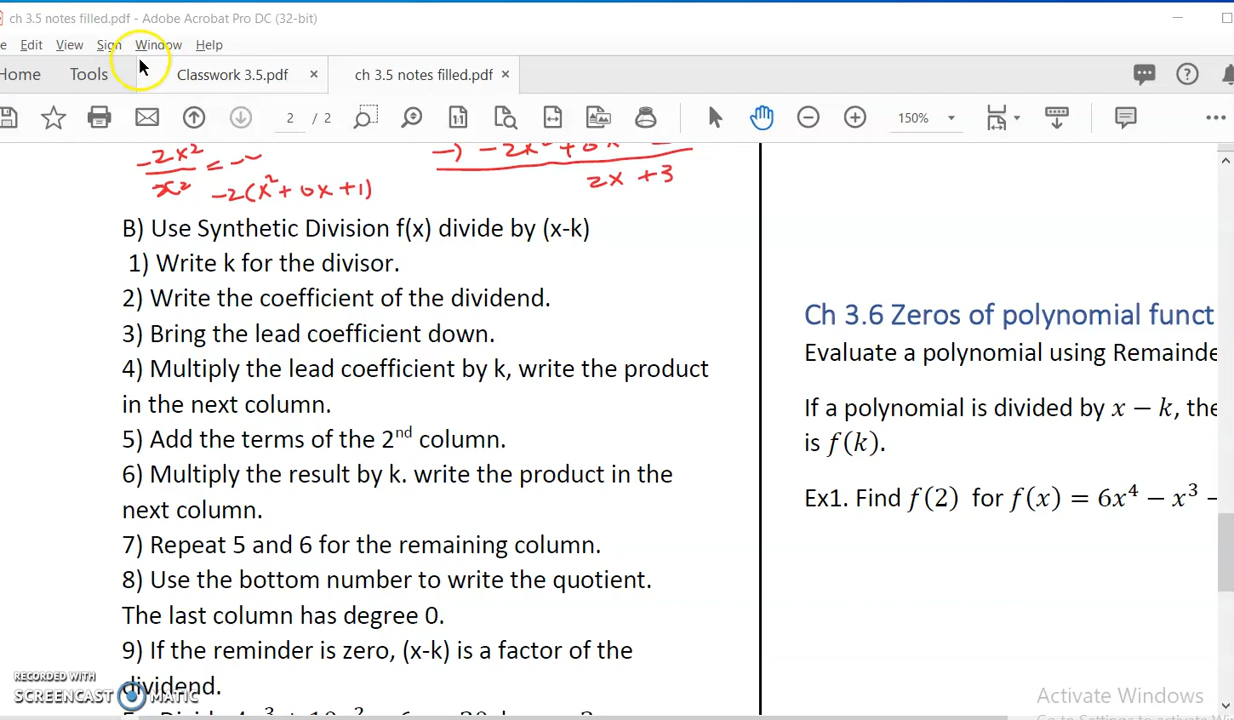 ch 3.5 notes filled.pdf - Adobe Acrobat Pro DC (32-bit)
e Edit View Sign Window Help
Home Tools Classwork 3.5.pdf × ch 3.5 notes filled.pdf ×
2 / 2 150%
-2x²
x²
=
-2(x²+0x+1)
2x +3
B) Use Synthetic Division f(x) divide by (x-k)
1) Write k for the divisor.
2) Write the coefficient of the dividend.
3) Bring the lead coefficient down.
4) Multiply the lead coefficient by k, write the product
in the next column.
5) Add the terms of the 2nd column.
6) Multiply the result by k. write the product in the
next column.
7) Repeat 5 and 6 for the remaining column.
8) Use the bottom number to write the quotient.
The last column has degree 0.
9) If the reminder is zero, (x-k) is a factor of the
dividend.
Ch 3.6 Zeros of polynomial funct
Evaluate a polynomial using Remainde
If a polynomial is divided by x − k, the
is f(k).
Ex1. Find f(2) for f(x) = 6x⁴ − x³ −
RECORDED WITH
SCREENCAST MATIC
Activate Windows